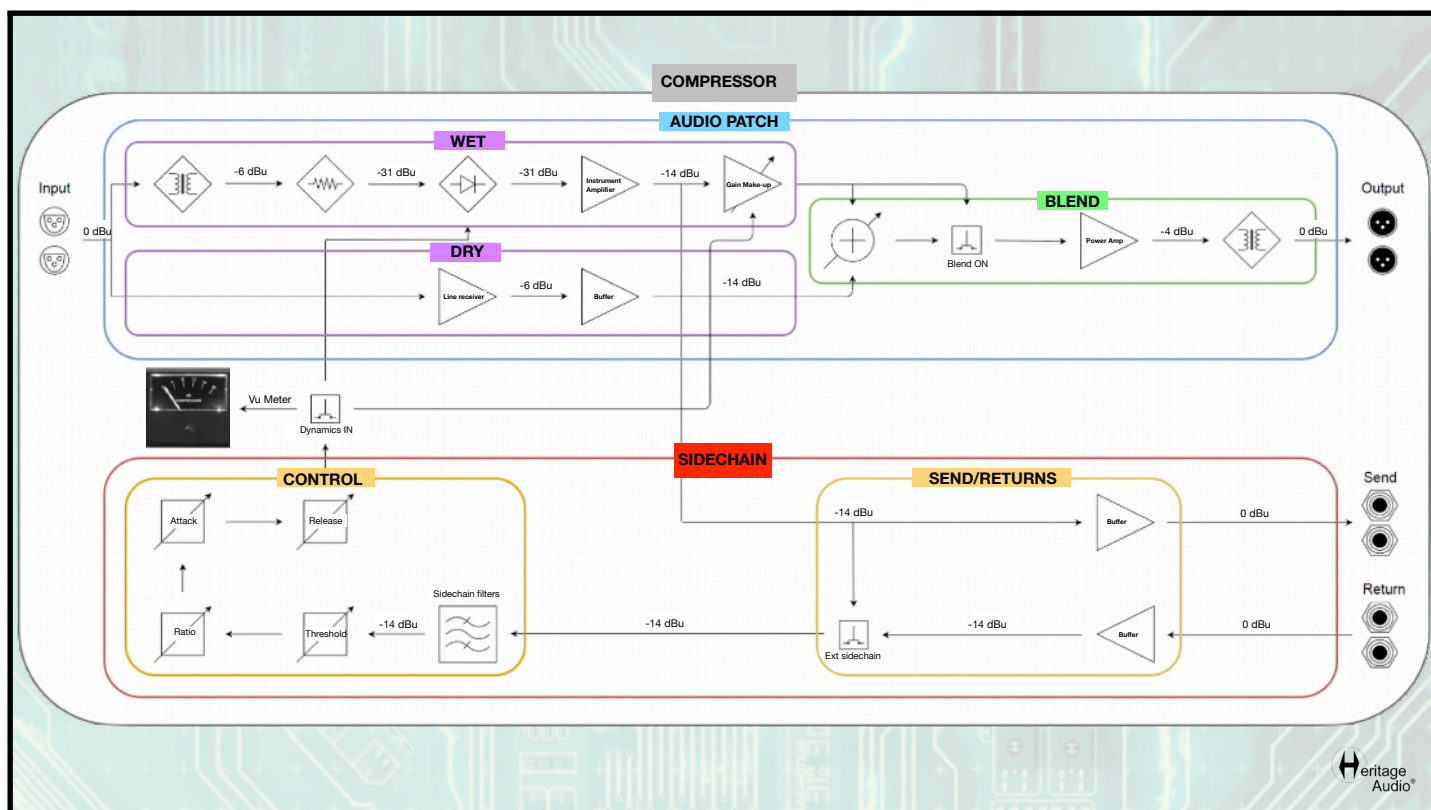 COMPRESSOR
AUDIO PATCH
WET
Input
-6 dBu
-31 dBu
-31 dBu
Instrument
Amplifier
-14 dBu
Gain Make-up
Output
0 dBu
BLEND
Blend ON
Power Amp
-4 dBu
0 dBu
DRY
Line receiver
-6 dBu
Buffer
-14 dBu
Vu Meter
Dynamics IN
SIDECHAIN
CONTROL
SEND/RETURNS
Send
Attack
Release
-14 dBu
Buffer
0 dBu
Return
Sidechain filters
Ratio
Threshold
-14 dBu
-14 dBu
Ext sidechain
-14 dBu
Buffer
0 dBu
Heritage
Audio®